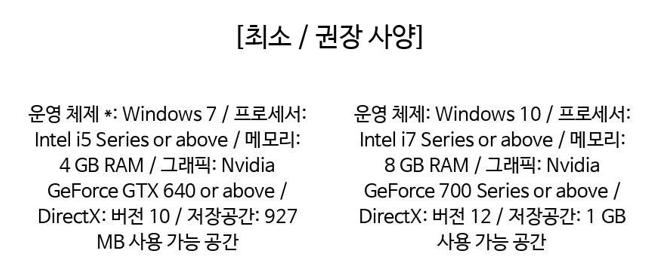 [최소 / 권장 사양]
운영 체제 *: Windows 7 / 프로세서:
Intel i5 Series or above / 메모리:
4 GB RAM / 그래픽: Nvidia
GeForce GTX 640 or above /
DirectX: 버전 10 / 저장공간: 927
MB 사용 가능 공간
운영 체제: Windows 10 / 프로세서:
Intel i7 Series or above / 메모리:
8 GB RAM / 그래픽: Nvidia
GeForce 700 Series or above /
DirectX: 버전 12 / 저장공간: 1 GB
사용 가능 공간